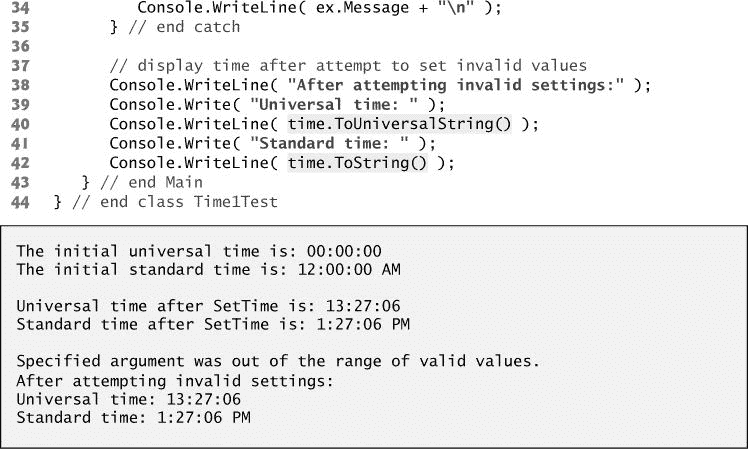 34 Console.WriteLine( ex.Message + "\n" );
35 } // end catch
36
37 // display time after attempt to set invalid values
38 Console.WriteLine( "After attempting invalid settings:" );
39 Console.Write( "Universal time: " );
40 Console.WriteLine( time.ToUniversalString() );
41 Console.Write( "Standard time: " );
42 Console.WriteLine( time.ToString() );
43 } // end Main
44 } // end class Time1Test
The initial universal time is: 00:00:00
The initial standard time is: 12:00:00 AM
Universal time after SetTime is: 13:27:06
Standard time after SetTime is: 1:27:06 PM
Specified argument was out of the range of valid values.
After attempting invalid settings:
Universal time: 13:27:06
Standard time: 1:27:06 PM